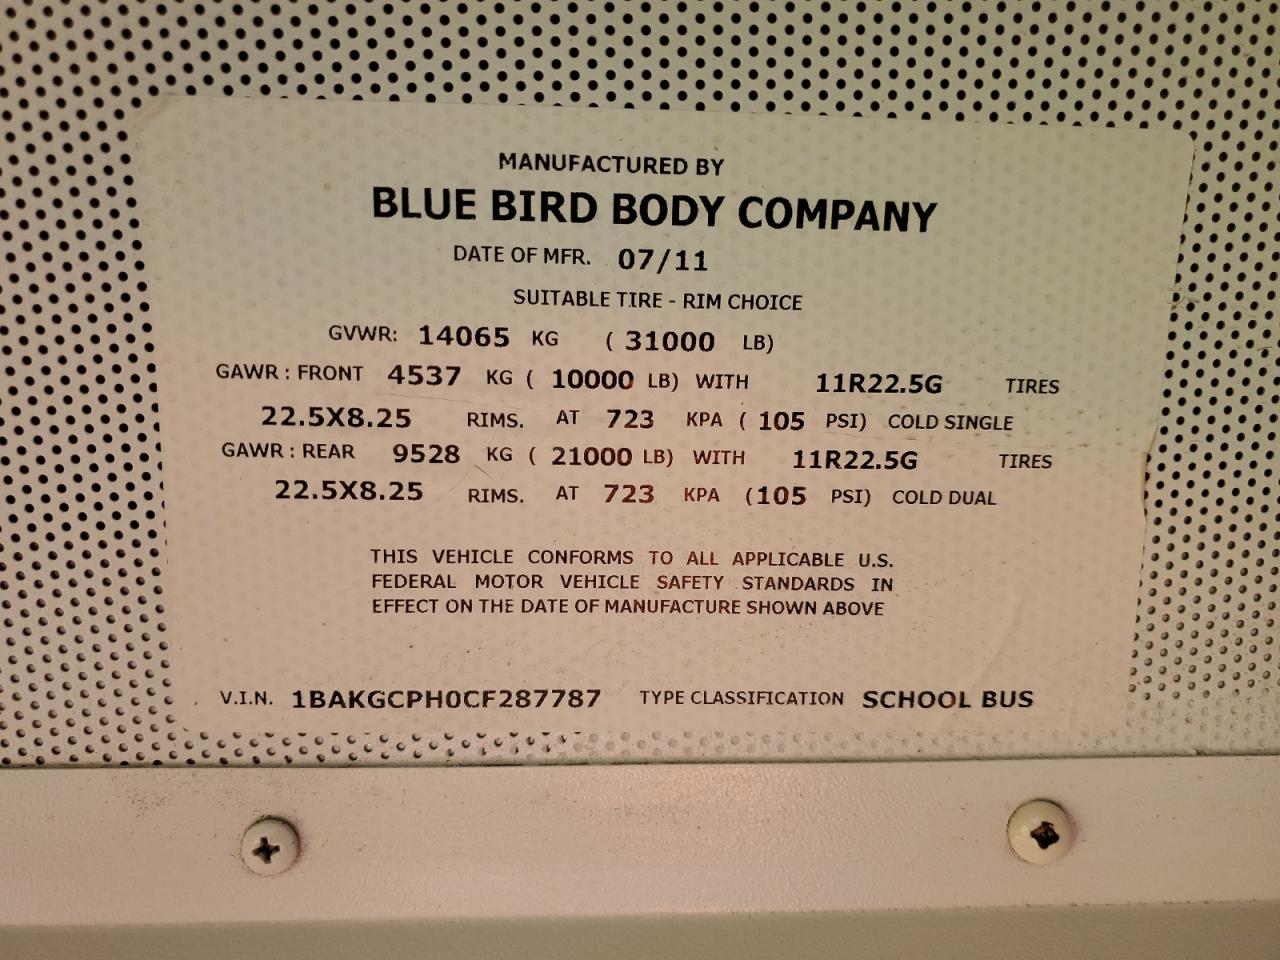 MANUFACTURED BY
BLUE BIRD BODY COMPANY
DATE OF MFR. 07/11
SUITABLE TIRE - RIM CHOICE
GVWR: 14065 KG ( 31000 LB)
GAWR : FRONT 4537 KG ( 10000 LB) WITH 11R22.5G TIRES
22.5X8.25 RIMS. AT 723 KPA ( 105 PSI) COLD SINGLE
GAWR : REAR 9528 KG ( 21000 LB) WITH 11R22.5G TIRES
22.5X8.25 RIMS. AT 723 KPA (105 PSI) COLD DUAL
THIS VEHICLE CONFORMS TO ALL APPLICABLE U.S.
FEDERAL MOTOR VEHICLE SAFETY STANDARDS IN
EFFECT ON THE DATE OF MANUFACTURE SHOWN ABOVE
V.I.N. 1BAKGCPH0CF287787 TYPE CLASSIFICATION SCHOOL BUS